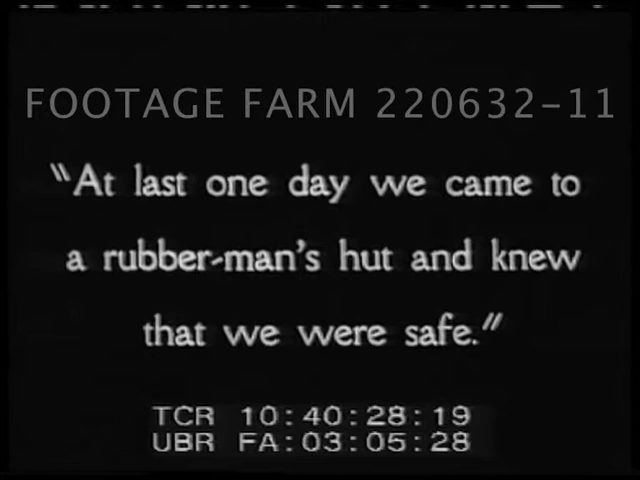 FOOTAGE FARM 220632-11
"At last one day we came to
a rubber-man's hut and knew
that we were safe."
TCR 10:40:28:19
UBR FA:03:05:28